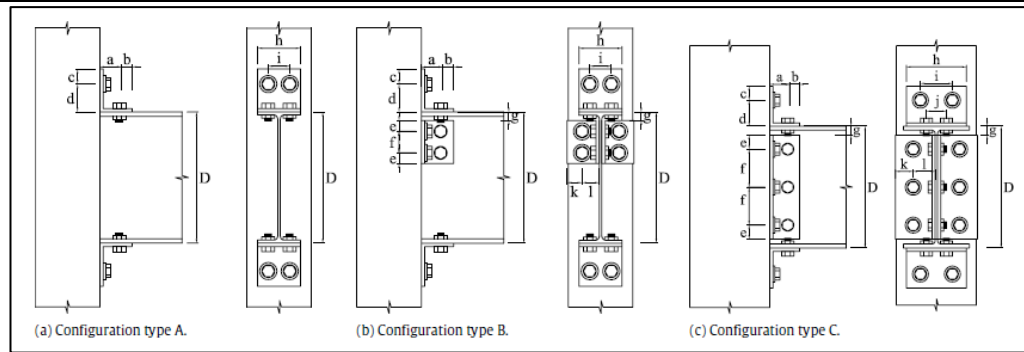 h
i
a b
c
d
D
D
(a) Configuration type A.
h
i
a b
c
d
g
e
f
e
D
g
k l
D
(b) Configuration type B.
h
i
j
a b
c
d
g
e
f
f
e
D
g
k l
D
(c) Configuration type C.